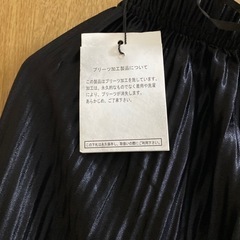 プリーツ加工製品について
この製品はプリーツ加工を施しています。
加工は、永久的なものでなく着用や洗濯
により、プリーツが消失します。
あらかじめ、ご了承下さい。